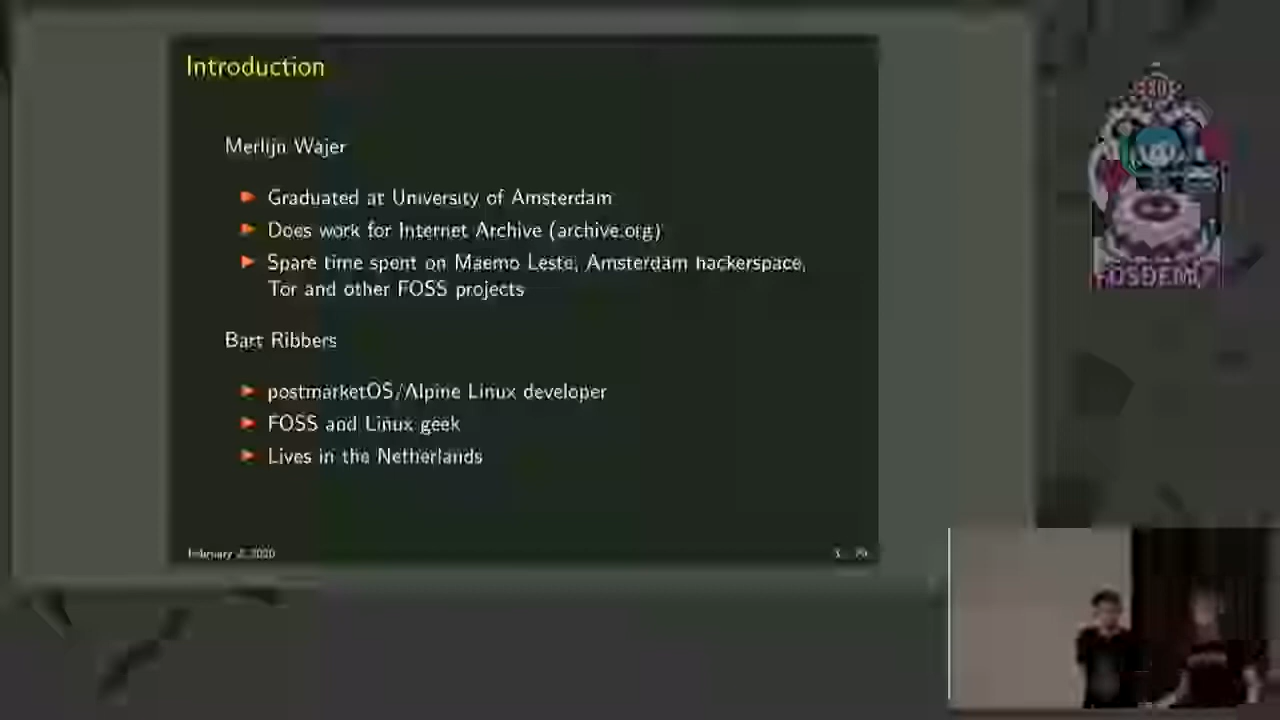 Introduction
Merlijn Wajer
Graduated at University of Amsterdam
Does work for Internet Archive (archive.org)
Spare time spent on Maemo Leste, Amsterdam hackerspace,
Tor and other FOSS projects
Bart Ribbers
postmarketOS/Alpine Linux developer
FOSS and Linux geek
Lives in the Netherlands
February 2, 2020